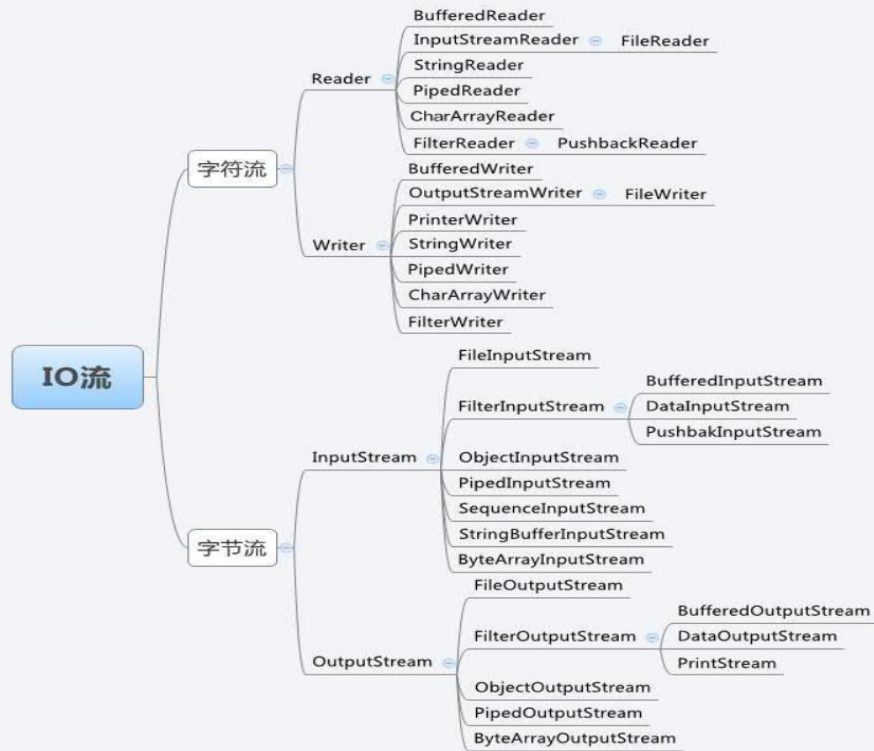 IO流
字符流
Reader
BufferedReader
InputStreamReader
FileReader
StringReader
PipedReader
CharArrayReader
FilterReader
PushbackReader
Writer
BufferedWriter
OutputStreamWriter
FileWriter
PrinterWriter
StringWriter
PipedWriter
CharArrayWriter
FilterWriter
字节流
InputStream
FileInputStream
FilterInputStream
BufferedInputStream
DataInputStream
PushbakInputStream
ObjectInputStream
PipedInputStream
SequenceInputStream
StringBufferInputStream
ByteArrayInputStream
OutputStream
FileOutputStream
FilterOutputStream
BufferedOutputStream
DataOutputStream
PrintStream
ObjectOutputStream
PipedOutputStream
ByteArrayOutputStream